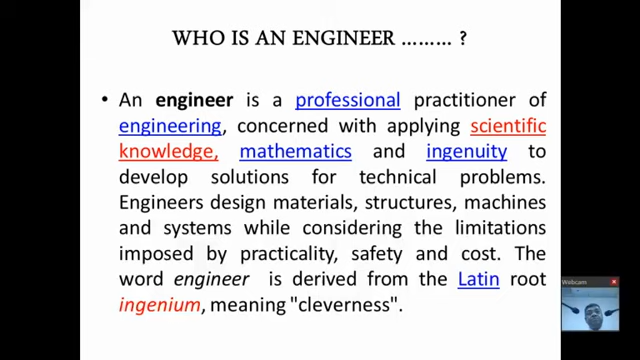 WHO IS AN ENGINEER ......... ?
• An engineer is a professional practitioner of
engineering, concerned with applying scientific
knowledge, mathematics and ingenuity to
develop solutions for technical problems.
Engineers design materials, structures, machines
and systems while considering the limitations
imposed by practicality, safety and cost. The
word engineer is derived from the Latin root
ingenium, meaning "cleverness".
Webcam